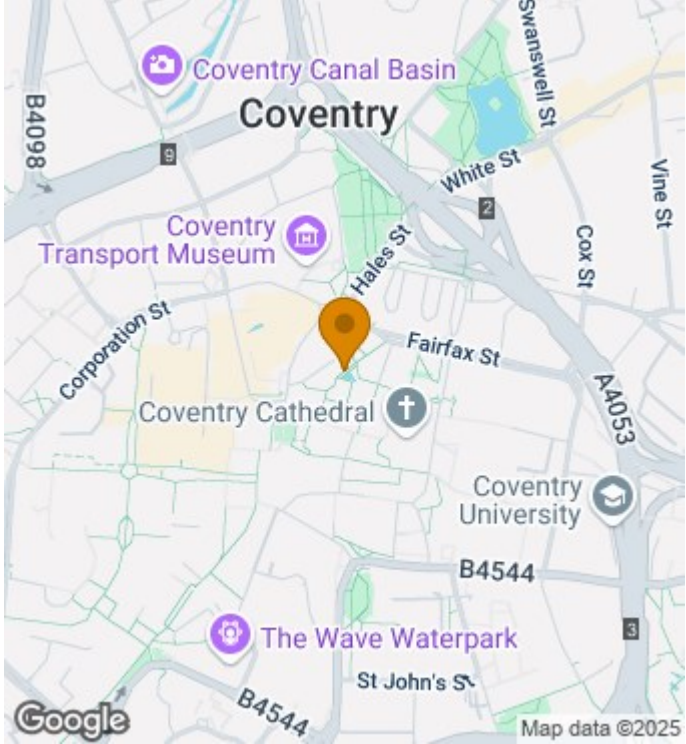 Swanswell St
Coventry Canal Basin
B4098
Coventry
9
White St
Vine St
2
Coventry
Transport Museum
Hales St
Cox St
Corporation St
Fairfax St
A4053
Coventry Cathedral
Coventry
University
B4544
3
The Wave Waterpark
St John's St
B4544
Google
Map data ©2025